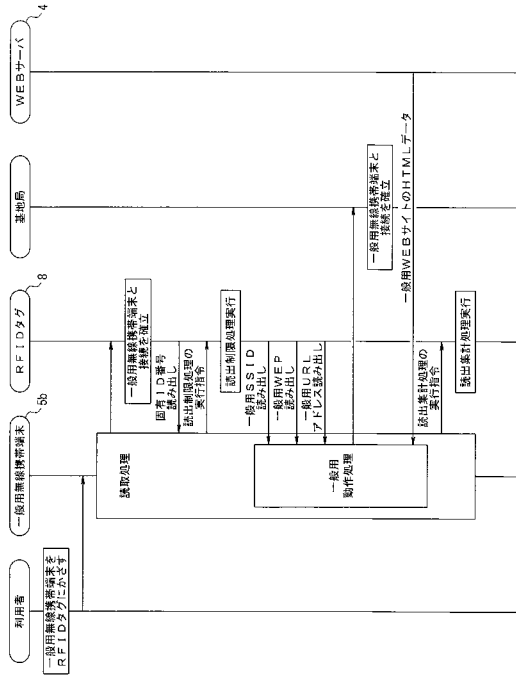 利用者
一般用無線携帯端末
5b
RFIDタグ
8
基地局
WEBサーバ
4
一般用無線携帯端末を
RFIDタグにかざす
読取処理
一般用無線携帯端末と
接続を確立
固有ID番号
読み出し
読出制限処理の
実行指令
読出制限処理実行
一般用SSID
読み出し
一般用WEP
読み出し
一般用URL
アドレス読み出し
一般用
動作処理
一般用無線携帯端末と
接続を確立
一般用WEBサイトのHTMLデータ
読出集計処理の
実行指令
読出集計処理実行